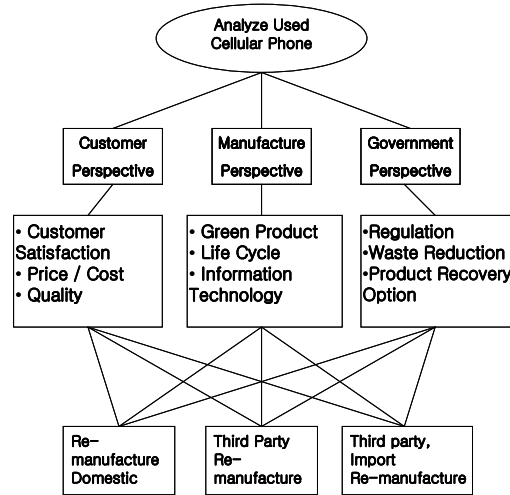 Analyze Used
Cellular Phone
Customer
Perspective
Manufacture
Perspective
Government
Perspective
• Customer
Satisfaction
• Price / Cost
• Quality
• Green Product
• Life Cycle
• Information
Technology
•Regulation
•Waste Reduction
•Product Recovery
Option
Re-
manufacture
Domestic
Third Party
Re-
manufacture
Third party,
Import
Re-manufacture